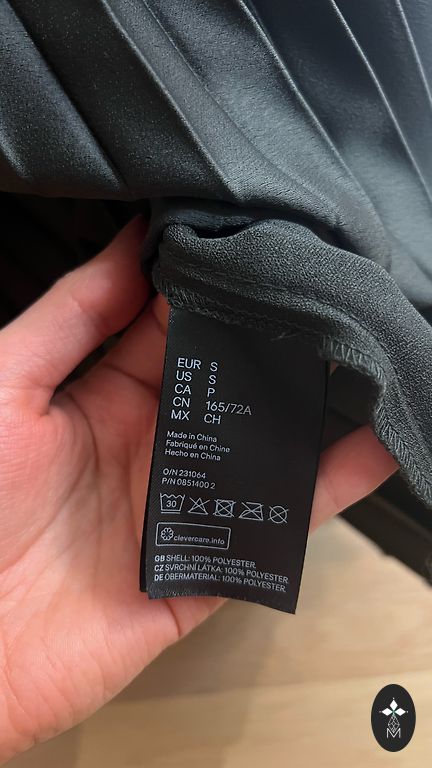 EUR S
US S
CA P
CN 165/72A
MX CH
Made in China
Fabriqué en Chine
Hecho en China
O/N 231064
P/N 0851400 2
30
clevercare.info
GB SHELL: 100% POLYESTER.
CZ SVRCHNÍ LÁTKA: 100% POLYESTER.
DE OBERMATERIAL: 100% POLYESTER.
M